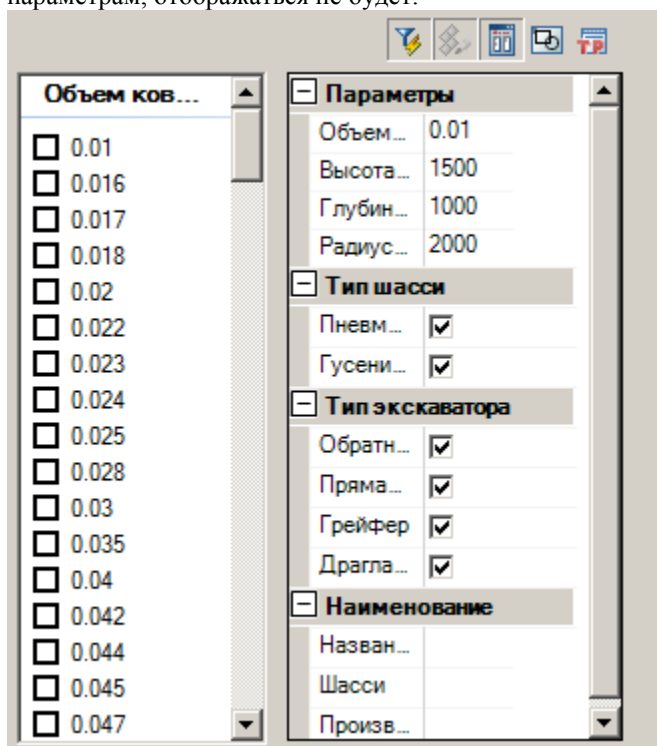 параметрам, отображаться не будет.
ТР
Объем ков...
0.01
0.016
0.017
0.018
0.02
0.022
0.023
0.024
0.025
0.028
0.03
0.035
0.04
0.042
0.044
0.045
0.047
Параметры
Объем... 0.01
Высота... 1500
Глубин... 1000
Радиус... 2000
Тип шасси
Пневм...
Гусени...
Тип экскаватора
Обратн...
Пряма...
Грейфер
Драгла...
Наименование
Назван...
Шасси
Произв...